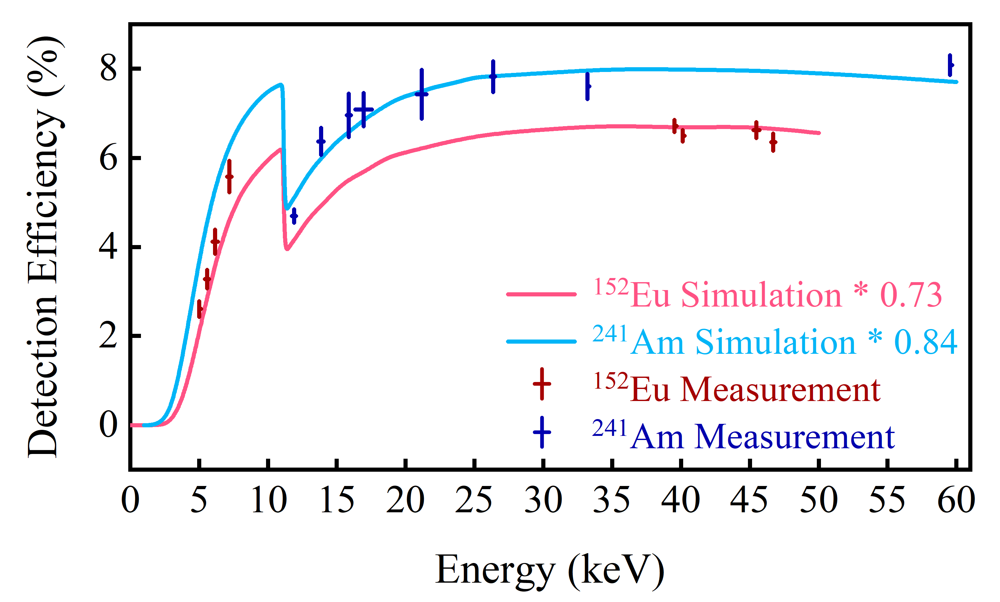 Detection Efficiency (%)
8
6
4
2
0
¹⁵²Eu Simulation * 0.73
²⁴¹Am Simulation * 0.84
¹⁵²Eu Measurement
²⁴¹Am Measurement
0 5 10 15 20 25 30 35 40 45 50 55 60
Energy (keV)